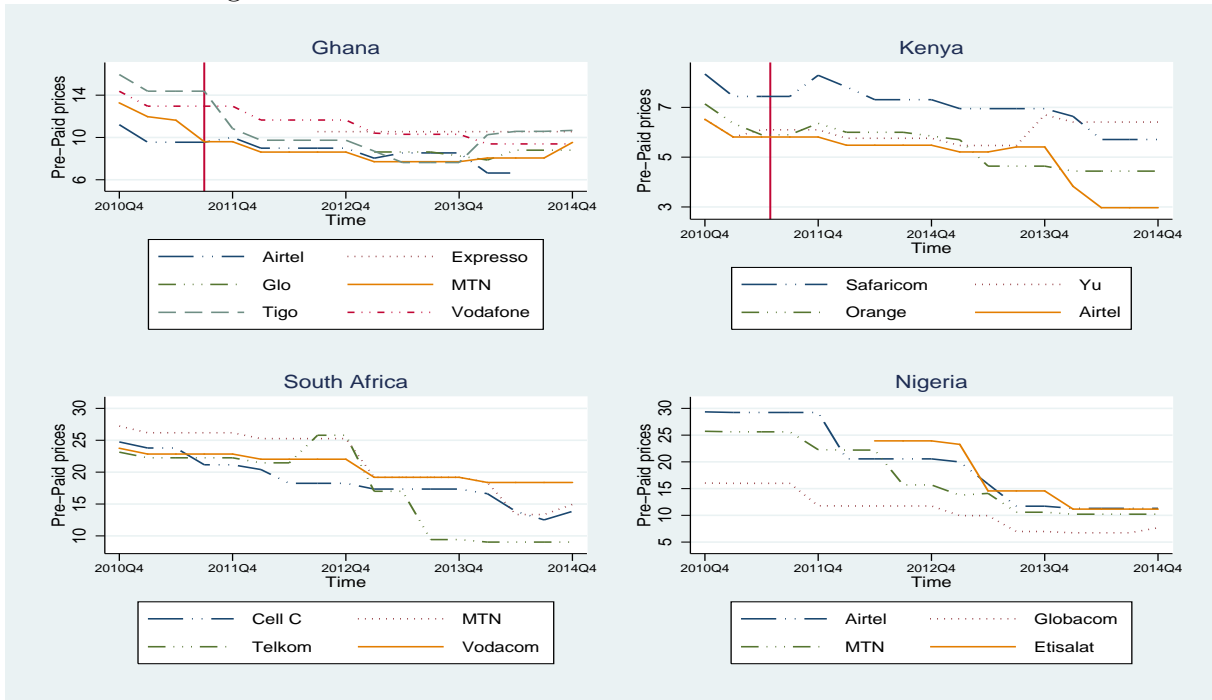 Ghana
Pre-Paid prices
6 10 14
2010Q4 2011Q4 2012Q4 2013Q4 2014Q4
Time
Airtel Expresso
Glo MTN
Tigo Vodafone
Kenya
Pre-Paid prices
3 5 7
2010Q4 2011Q4 2014Q4 2013Q4 2014Q4
Time
Safaricom Yu
Orange Airtel
South Africa
Pre-Paid prices
10 15 20 25 30
2010Q4 2011Q4 2012Q4 2013Q4 2014Q4
Time
Cell C MTN
Telkom Vodacom
Nigeria
Pre-Paid prices
5 10 15 20 25 30
2010Q4 2011Q4 2012Q4 2013Q4 2014Q4
Time
Airtel Globacom
MTN Etisalat